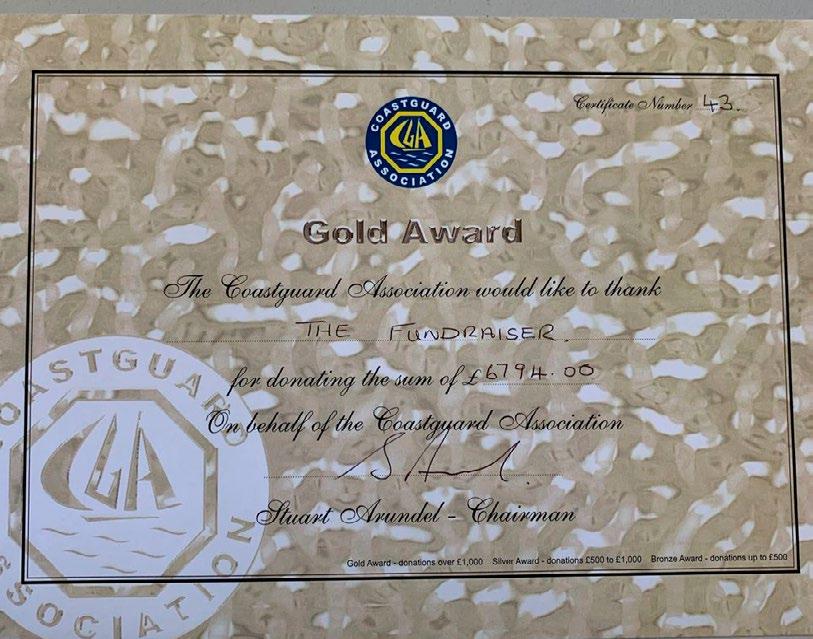 Certificate Number 43.
COASTGUARD ASSOCIATION
CGA
Gold Award
The Coastguard Association would like to thank
THE FUNDRAISER.
for donating the sum of £6794.00
On behalf of the Coastguard Association
S Arundel
Stuart Arundel - Chairman
Gold Award - donations over £1,000 Silver Award - donations £500 to £1,000 Bronze Award - donations up to £500
COASTGUARD
CGA
ASSOCIATION